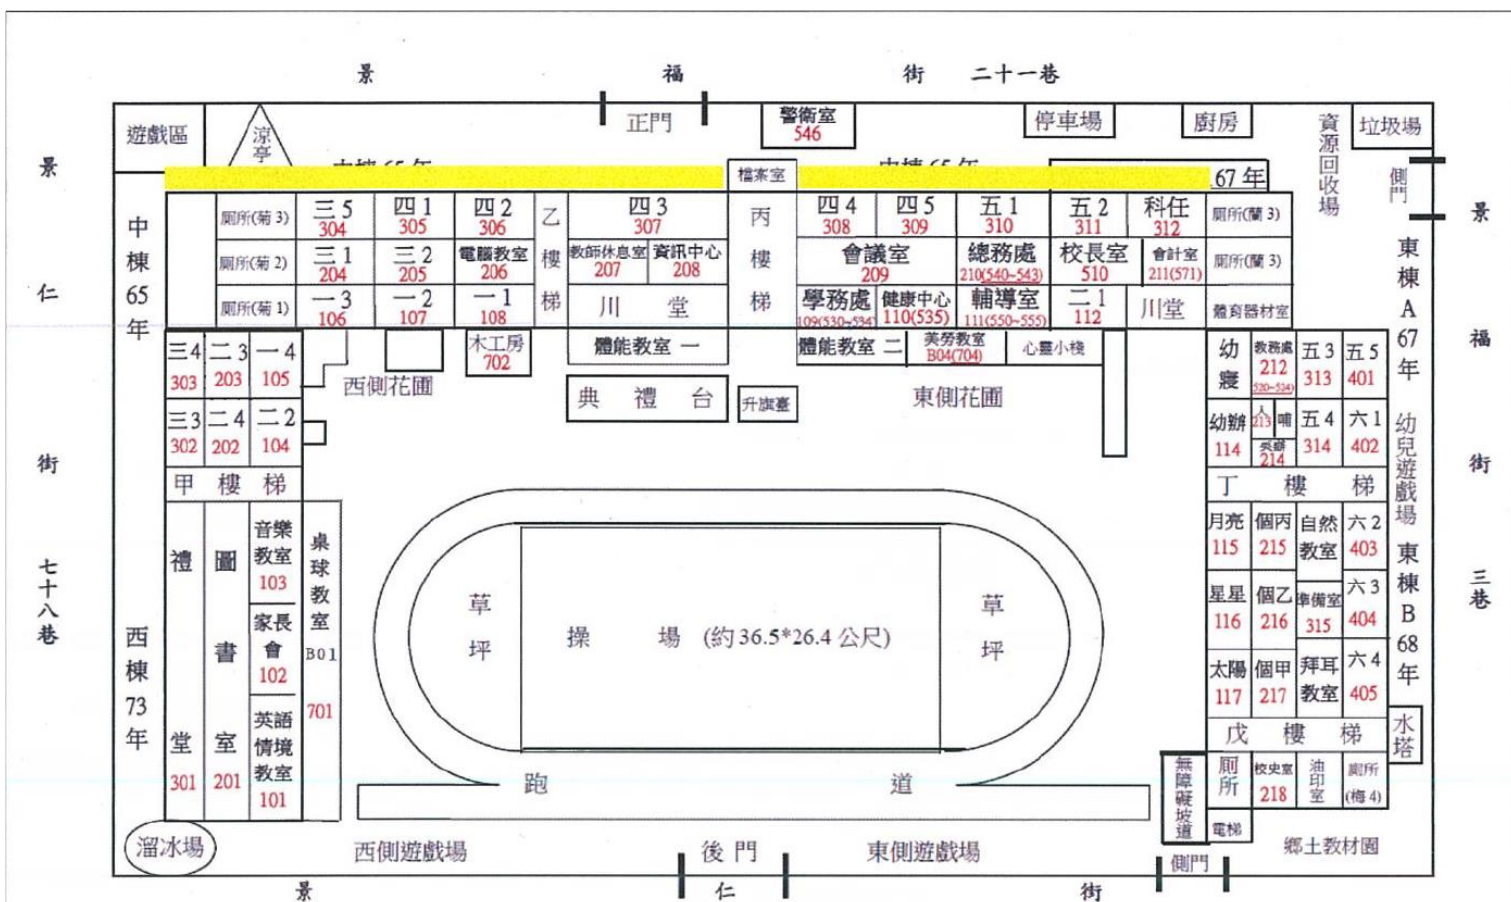 景 福 街 二十一巷
遊戲區
涼亭
正門
警衛室
546
停車場
廚房
資源回收場
垃圾場
側門
景 仁 街 七十八巷
景 福 街 三巷
檔案室
67年
中棟65年
廁所(菊3) 三5 四1 四2 四3 四4 四5 五1 五2 科任 廁所(蘭3)
304 305 306 307 308 309 310 311 312
乙樓梯
丙樓梯
廁所(菊2) 三1 三2 電腦教室 教師休息室 資訊中心 會議室 總務處 校長室 會計室 廁所(蘭3)
204 205 206 207 208 209 210(540~543) 510 211(571)
廁所(菊1) 一3 一2 一1 川堂 學務處 健康中心 輔導室 二1 川堂 體育器材室
106 107 108 109(530~534) 110(535) 111(550~555) 112
木工房
702
體能教室 一
體能教室 二
美勞教室
B04(704)
心靈小棧
西側花圃
典禮台
升旗臺
東側花圃
三4 二3 一4
303 203 105
三3 二4 二2
302 202 104
甲樓梯
禮堂
301
圖書室
201
音樂教室
103
家長會
102
英語情境教室
101
桌球教室
B01
701
西棟73年
草坪
操場 (約36.5*26.4公尺)
草坪
跑道
東棟A67年
幼兒遊戲場
東棟B68年
幼寢 教務處 五3 五5
212 313 401
520~524
幼辦 人 哺 五4 六1
114 213 314 402
214
丁樓梯
月亮 個丙 自然教室 六2
115 215 403
星星 個乙 準備室 六3
116 216 315 404
太陽 個甲 拜耳教室 六4
117 217 405
戊樓梯
水塔
無障礙坡道
廁所 校史室 油印室 廁所(梅4)
218
電梯
溜冰場
西側遊戲場
後門
東側遊戲場
側門
鄉土教材園
景 仁 街